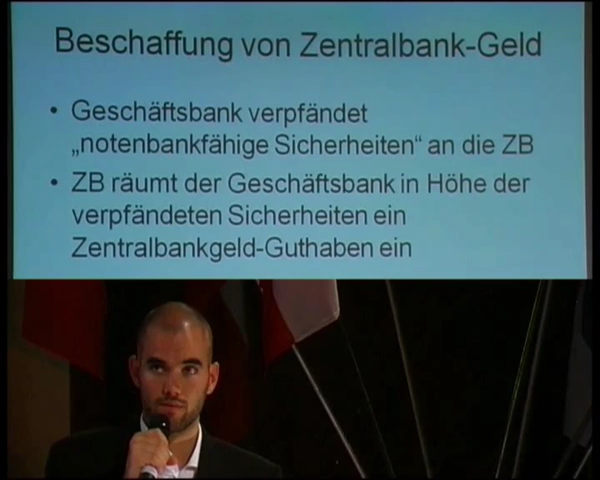 Beschaffung von Zentralbank-Geld
• Geschäftsbank verpfändet
„notenbankfähige Sicherheiten“ an die ZB
• ZB räumt der Geschäftsbank in Höhe der
verpfändeten Sicherheiten ein
Zentralbankgeld-Guthaben ein